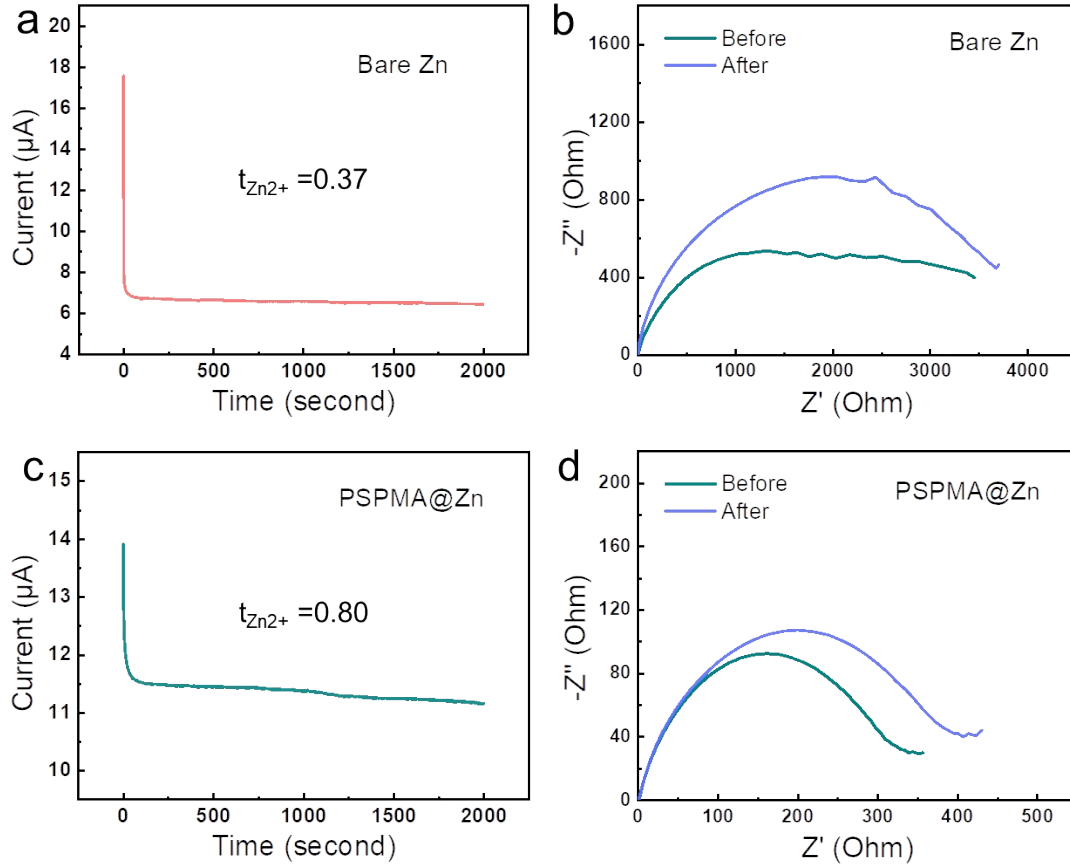 a
Bare Zn
t_Zn2+ =0.37
Current (µA)
20
18
16
14
12
10
8
6
4
0 500 1000 1500 2000
Time (second)
b
Before
After
Bare Zn
-Z" (Ohm)
1600
1200
800
400
0
0 1000 2000 3000 4000
Z' (Ohm)
c
PSPMA@Zn
t_Zn2+ =0.80
Current (µA)
15
14
13
12
11
10
0 500 1000 1500 2000
Time (second)
d
Before
After
PSPMA@Zn
-Z" (Ohm)
200
160
120
80
40
0
0 100 200 300 400 500
Z' (Ohm)